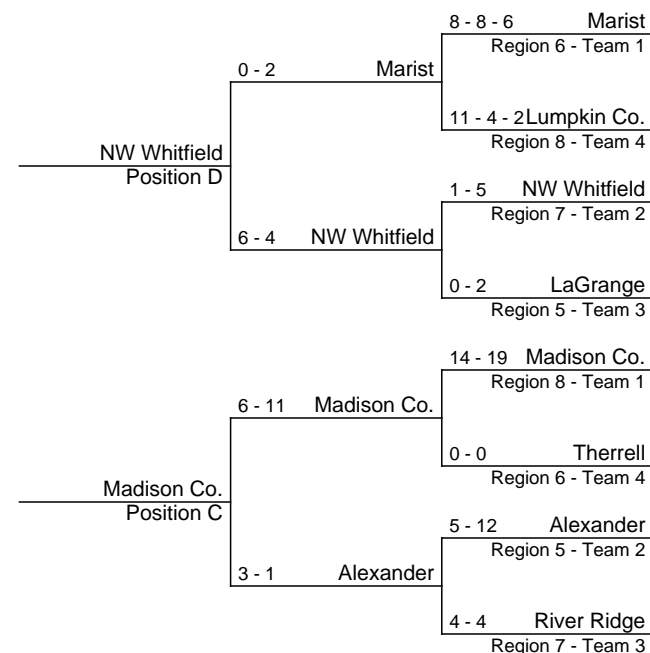 8 - 8 - 6 Marist
Region 6 - Team 1
0 - 2 Marist
11 - 4 - 2 Lumpkin Co.
Region 8 - Team 4
NW Whitfield
Position D
1 - 5 NW Whitfield
Region 7 - Team 2
6 - 4 NW Whitfield
0 - 2 LaGrange
Region 5 - Team 3
14 - 19 Madison Co.
Region 8 - Team 1
6 - 11 Madison Co.
0 - 0 Therrell
Region 6 - Team 4
Madison Co.
Position C
5 - 12 Alexander
Region 5 - Team 2
3 - 1 Alexander
4 - 4 River Ridge
Region 7 - Team 3